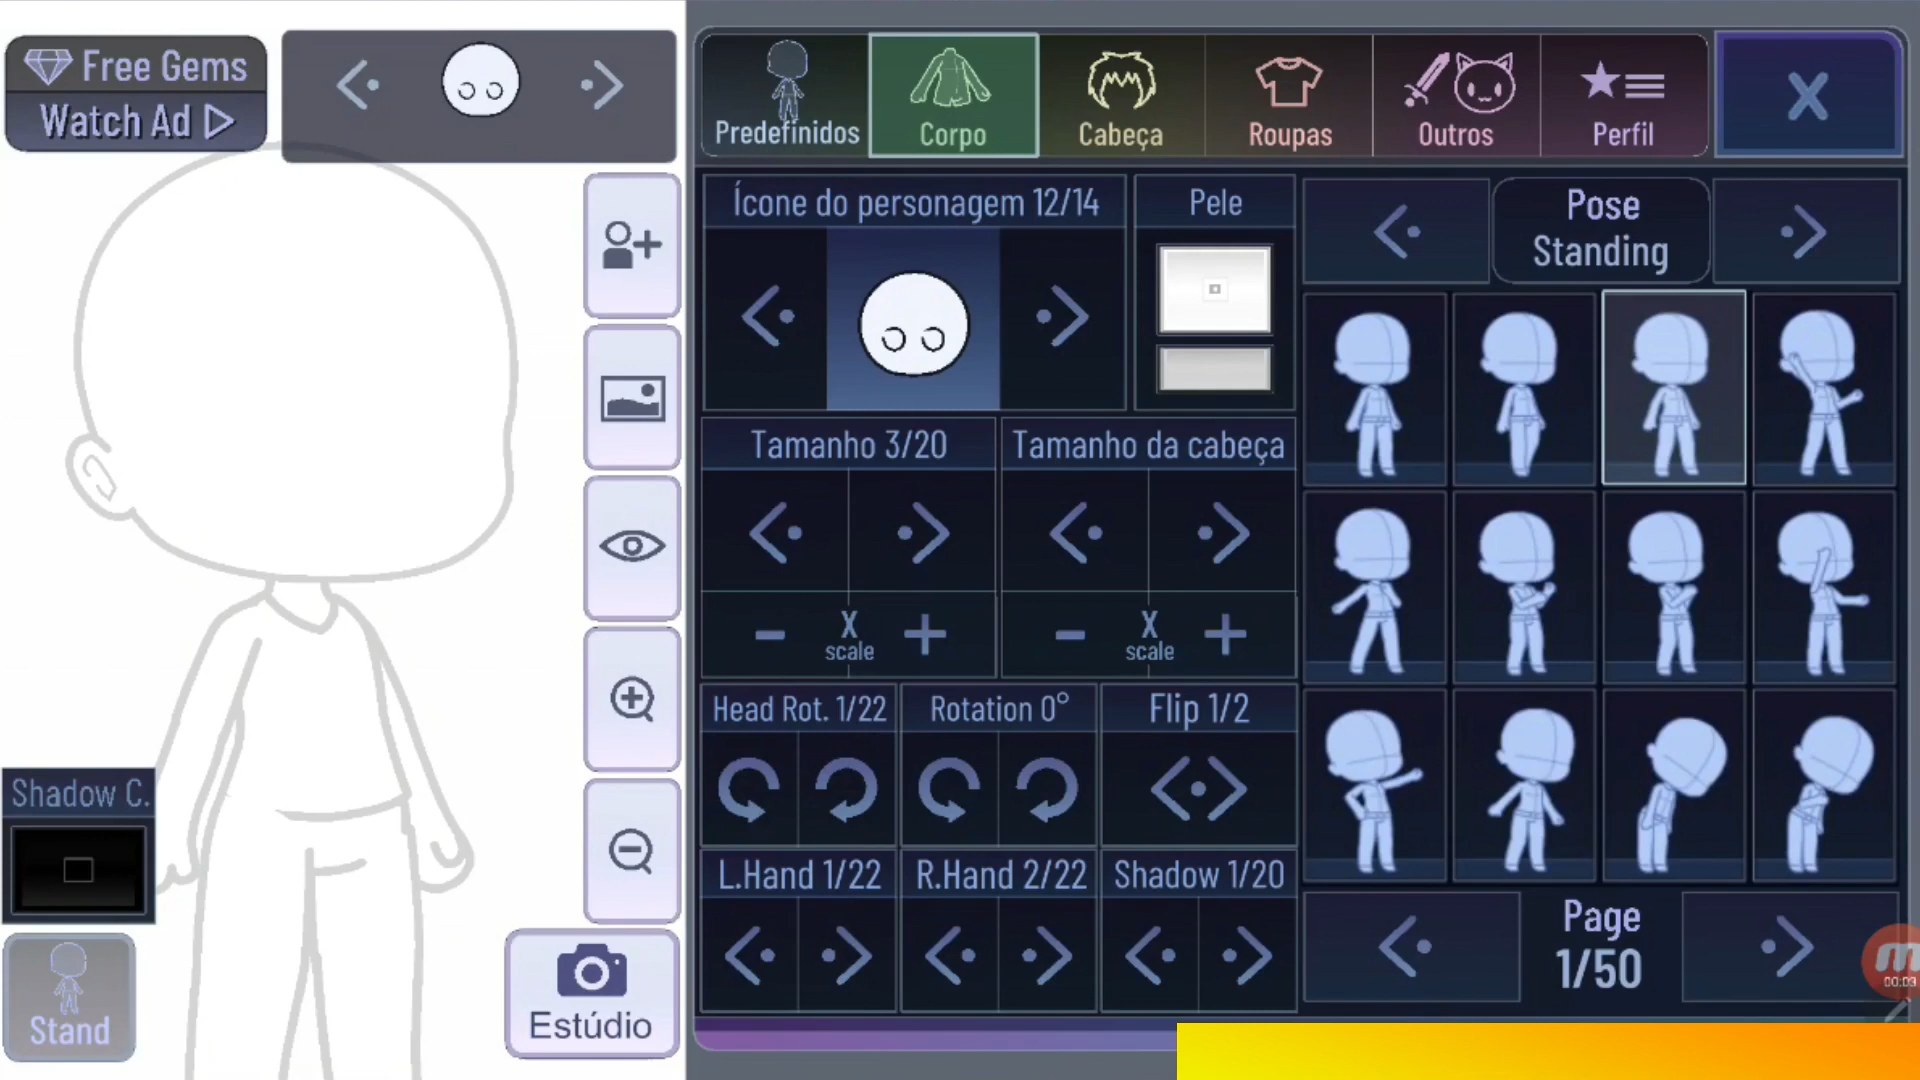 Free Gems
Watch Ad
Predefinidos
Corpo
Cabeça
Roupas
Outros
Perfil
X
Ícone do personagem 12/14
Pele
Pose
Standing
Tamanho 3/20
Tamanho da cabeça
X
scale
X
scale
Head Rot. 1/22
Rotation 0°
Flip 1/2
Shadow C.
L.Hand 1/22
R.Hand 2/22
Shadow 1/20
Page
1/50
Stand
Estúdio
00:03